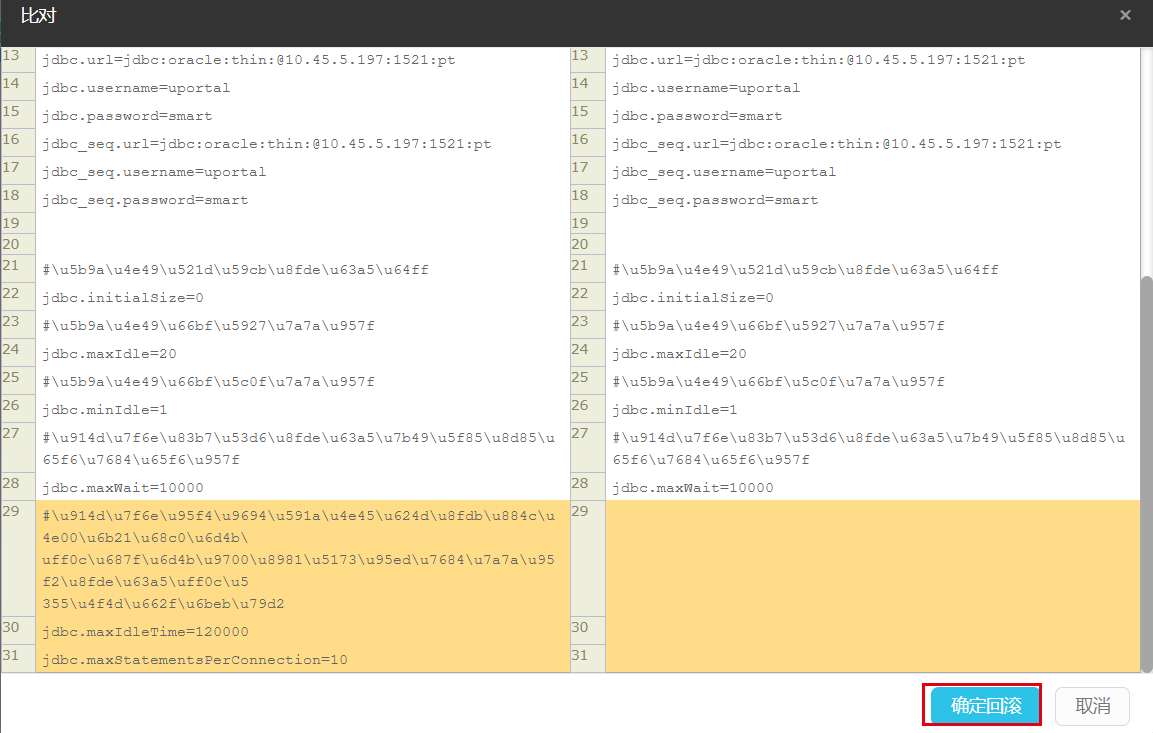 比对
×
13 jdbc.url=jdbc:oracle:thin:@10.45.5.197:1521:pt 13 jdbc.url=jdbc:oracle:thin:@10.45.5.197:1521:pt
14 jdbc.username=uportal 14 jdbc.username=uportal
15 jdbc.password=smart 15 jdbc.password=smart
16 jdbc_seq.url=jdbc:oracle:thin:@10.45.5.197:1521:pt 16 jdbc_seq.url=jdbc:oracle:thin:@10.45.5.197:1521:pt
17 jdbc_seq.username=uportal 17 jdbc_seq.username=uportal
18 jdbc_seq.password=smart 18 jdbc_seq.password=smart
19 19
20 20
21 #\u5b9a\u4e49\u521d\u59cb\u8fde\u63a5\u64ff 21 #\u5b9a\u4e49\u521d\u59cb\u8fde\u63a5\u64ff
22 jdbc.initialSize=0 22 jdbc.initialSize=0
23 #\u5b9a\u4e49\u66bf\u5927\u7a7a\u957f 23 #\u5b9a\u4e49\u66bf\u5927\u7a7a\u957f
24 jdbc.maxIdle=20 24 jdbc.maxIdle=20
25 #\u5b9a\u4e49\u66bf\u5c0f\u7a7a\u957f 25 #\u5b9a\u4e49\u66bf\u5c0f\u7a7a\u957f
26 jdbc.minIdle=1 26 jdbc.minIdle=1
27 #\u914d\u7f6e\u83b7\u53d6\u8fde\u63a5\u7b49\u5f85\u8d85\u 27 #\u914d\u7f6e\u83b7\u53d6\u8fde\u63a5\u7b49\u5f85\u8d85\u
65f6\u7684\u65f6\u957f 65f6\u7684\u65f6\u957f
28 jdbc.maxWait=10000 28 jdbc.maxWait=10000
29 #\u914d\u7f6e\u95f4\u9694\u591a\u4e45\u624d\u8fdb\u884c\u 29
4e00\u6b21\u68c0\u6d4b\
uff0c\u687f\u6d4b\u9700\u8981\u5173\u95ed\u7684\u7a7a\u95
f2\u8fde\u63a5\uff0c\u5
355\u4f4d\u662f\u6beb\u79d2
30 jdbc.maxIdleTime=120000 30
31 jdbc.maxStatementsPerConnection=10 31
确定回滚 取消